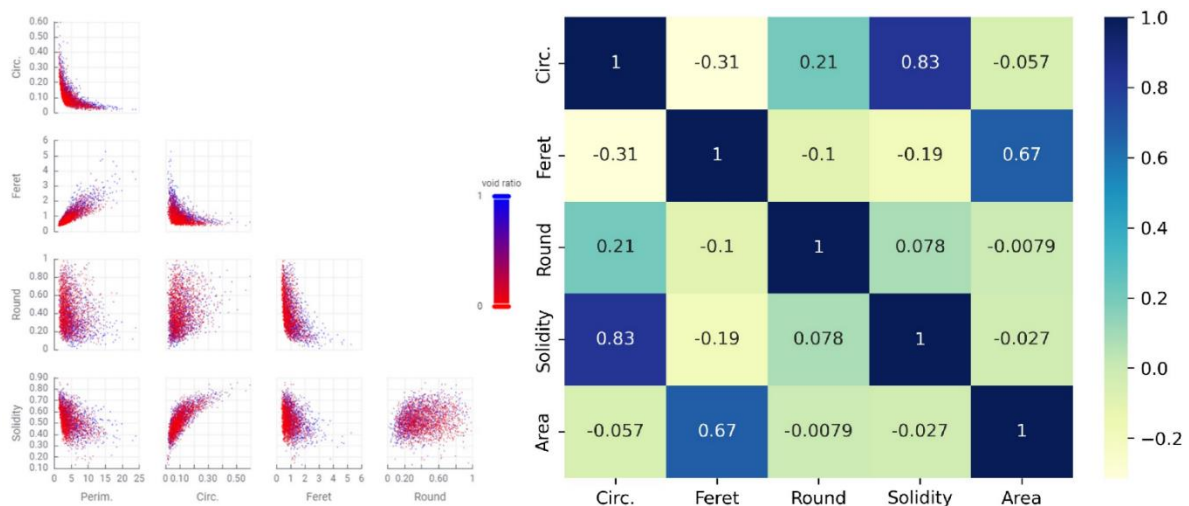 0.60
0.50
0.40
0.30
0.20
0.10
0
Circ.
6
5
4
3
2
1
0
Feret
1
0.80
0.60
0.40
0.20
0
Round
0.90
0.80
0.70
0.60
0.50
0.40
0.30
0.20
0.10
Solidity
0 5 10 15 20 25
Perim.
0 0.10 0.30 0.50
Circ.
0 1 2 3 4 5 6
Feret
0 0.20 0.60 1
Round
void ratio
1
0
Circ.
1 -0.31 0.21 0.83 -0.057
Feret
-0.31 1 -0.1 -0.19 0.67
Round
0.21 -0.1 1 0.078 -0.0079
Solidity
0.83 -0.19 0.078 1 -0.027
Area
-0.057 0.67 -0.0079 -0.027 1
Circ. Feret Round Solidity Area
1.0
0.8
0.6
0.4
0.2
0.0
−0.2